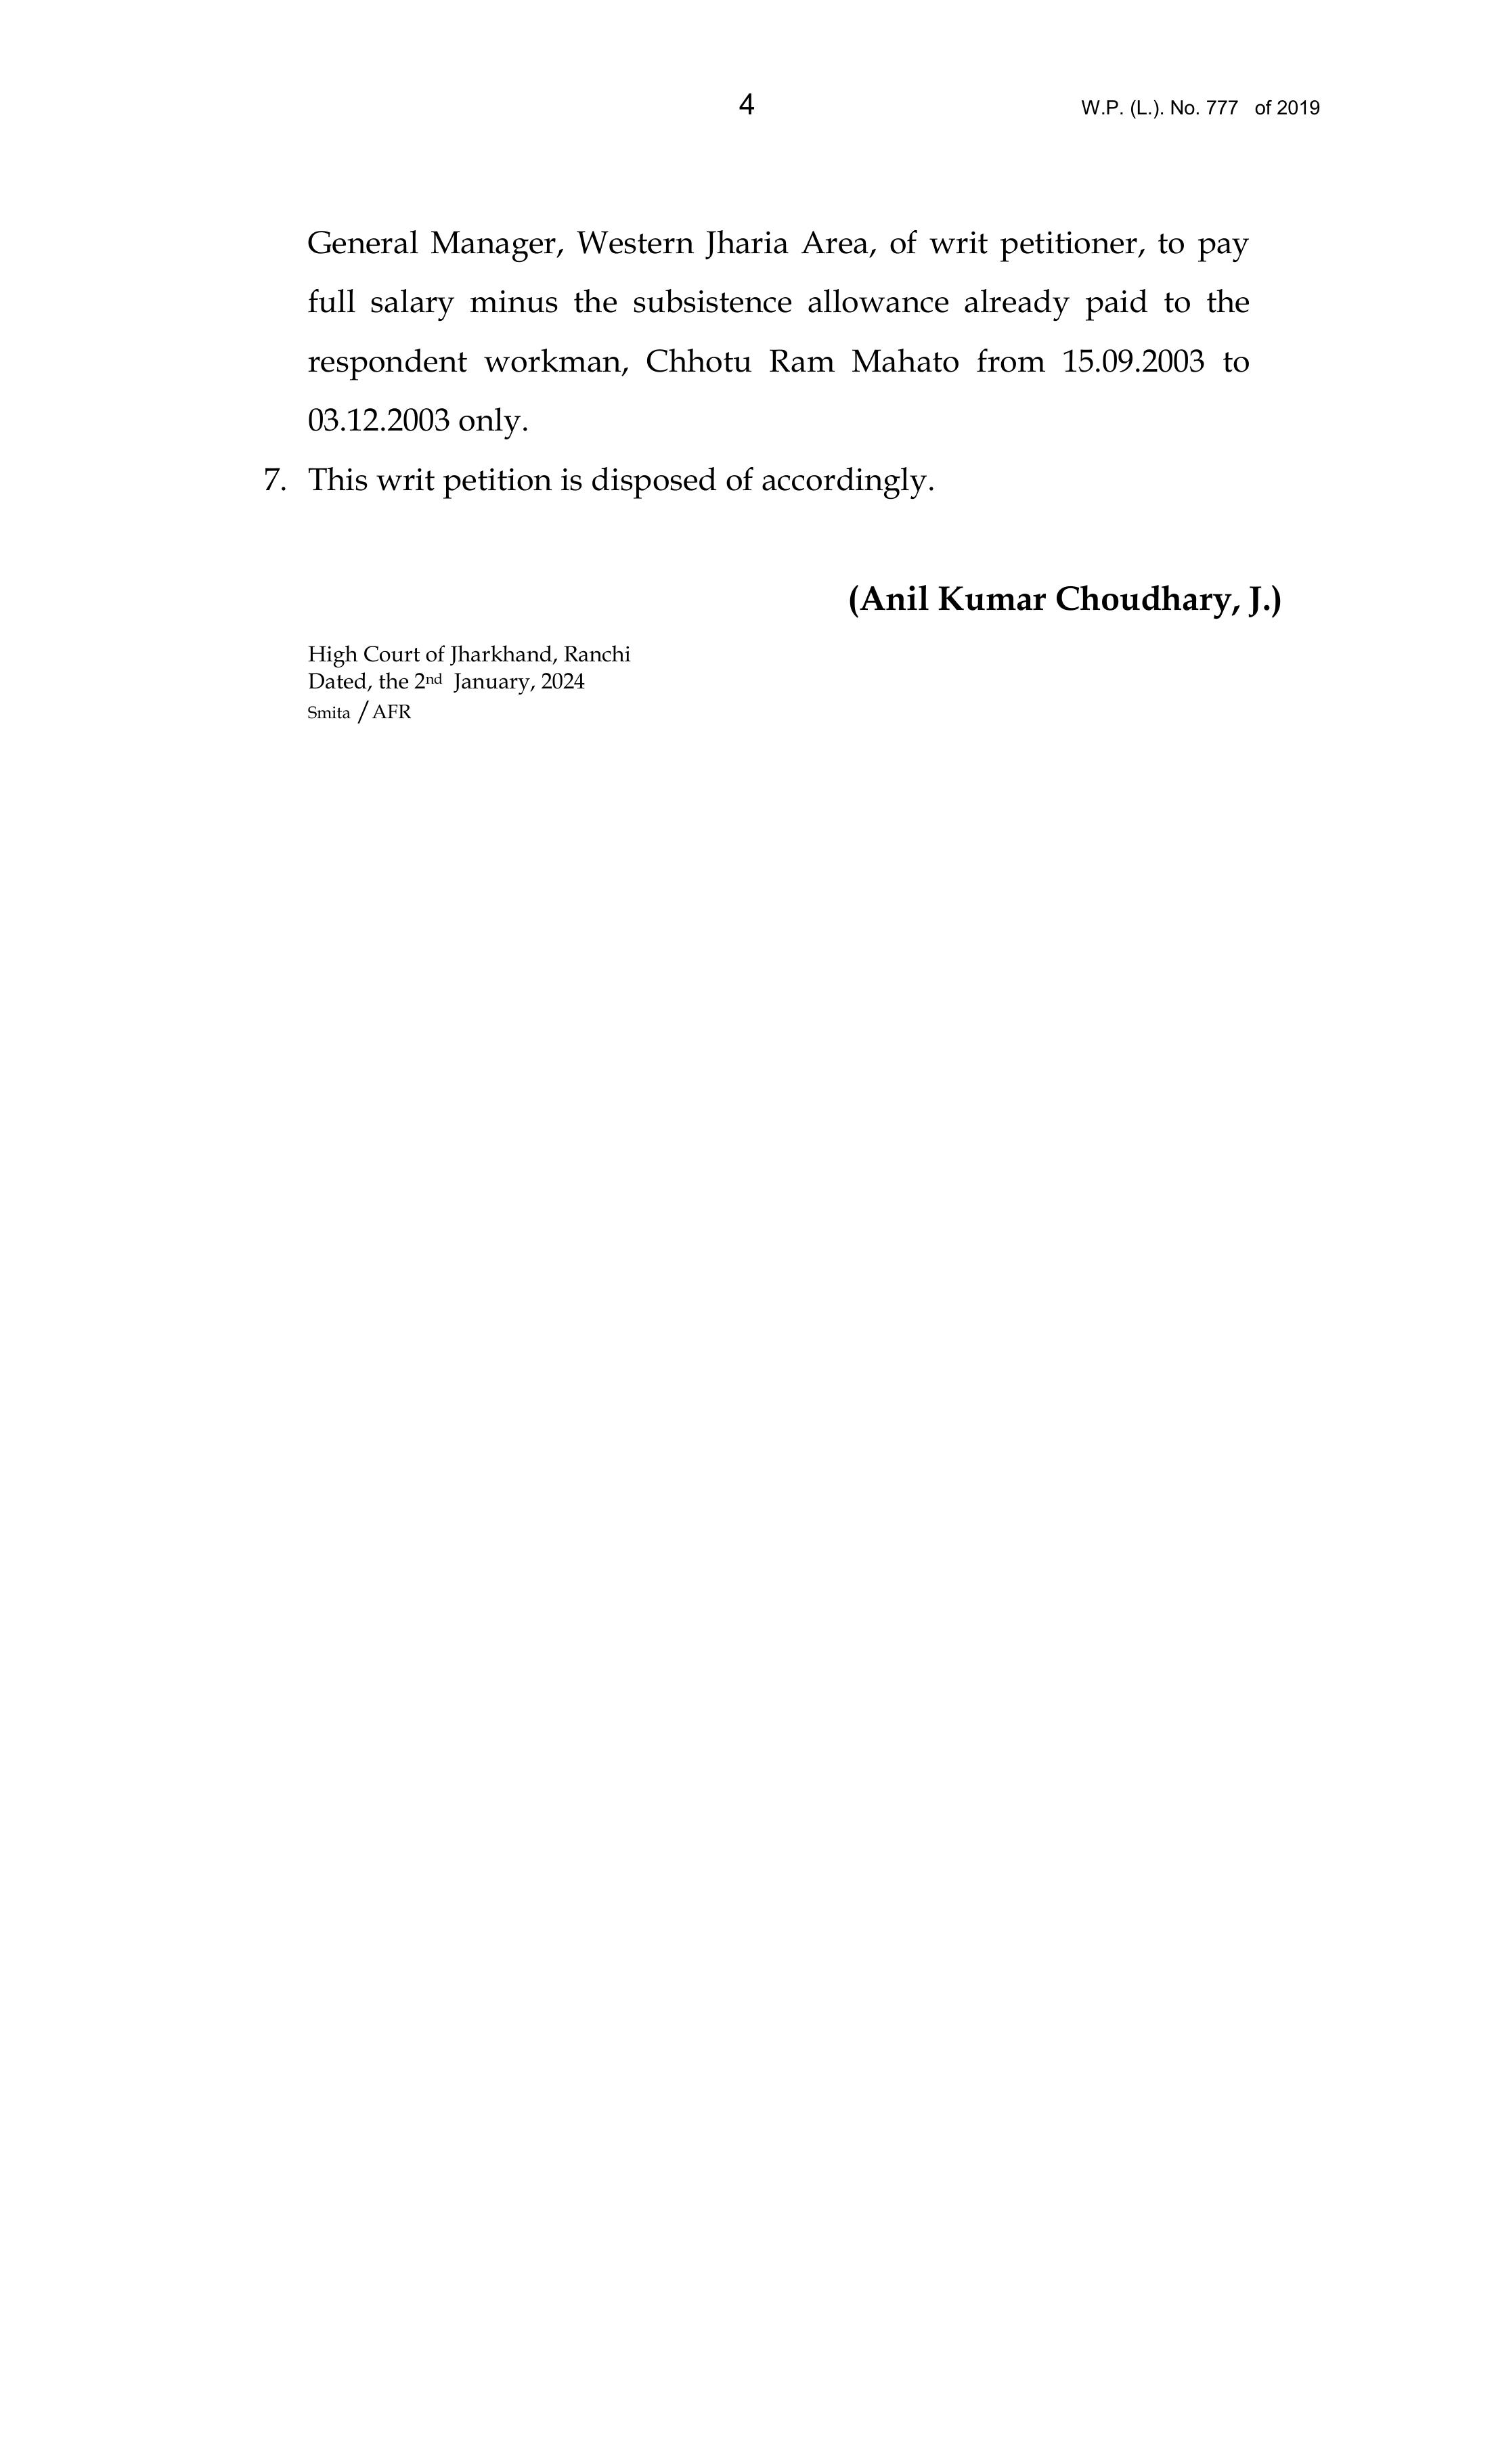 4
W.P. (L.). No. 777 of 2019
General Manager, Western Jharia Area, of writ petitioner, to pay
full salary minus the subsistence allowance already paid to the
respondent workman, Chhotu Ram Mahato from 15.09.2003 to
03.12.2003 only.
7. This writ petition is disposed of accordingly.
(Anil Kumar Choudhary, J.)
High Court of Jharkhand, Ranchi
Dated, the 2nd January, 2024
Smita /AFR